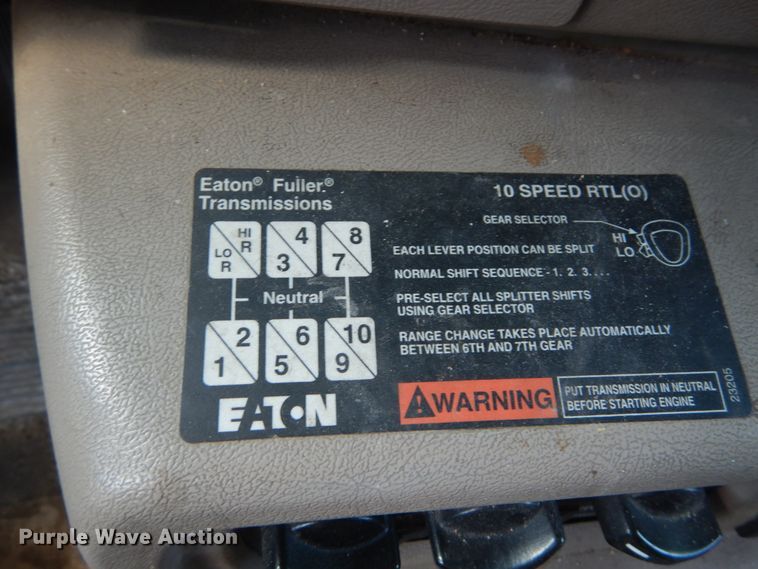 Eaton® Fuller®
Transmissions
10 SPEED RTL(O)
GEAR SELECTOR
HI
LO
EACH LEVER POSITION CAN BE SPLIT
NORMAL SHIFT SEQUENCE - 1. 2. 3. . . .
PRE-SELECT ALL SPLITTER SHIFTS
USING GEAR SELECTOR
RANGE CHANGE TAKES PLACE AUTOMATICALLY
BETWEEN 6TH AND 7TH GEAR
HI
R
LO
R
4
3
8
7
Neutral
2
1
6
5
10
9
EATON
WARNING
PUT TRANSMISSION IN NEUTRAL
BEFORE STARTING ENGINE
23205
Purple Wave Auction